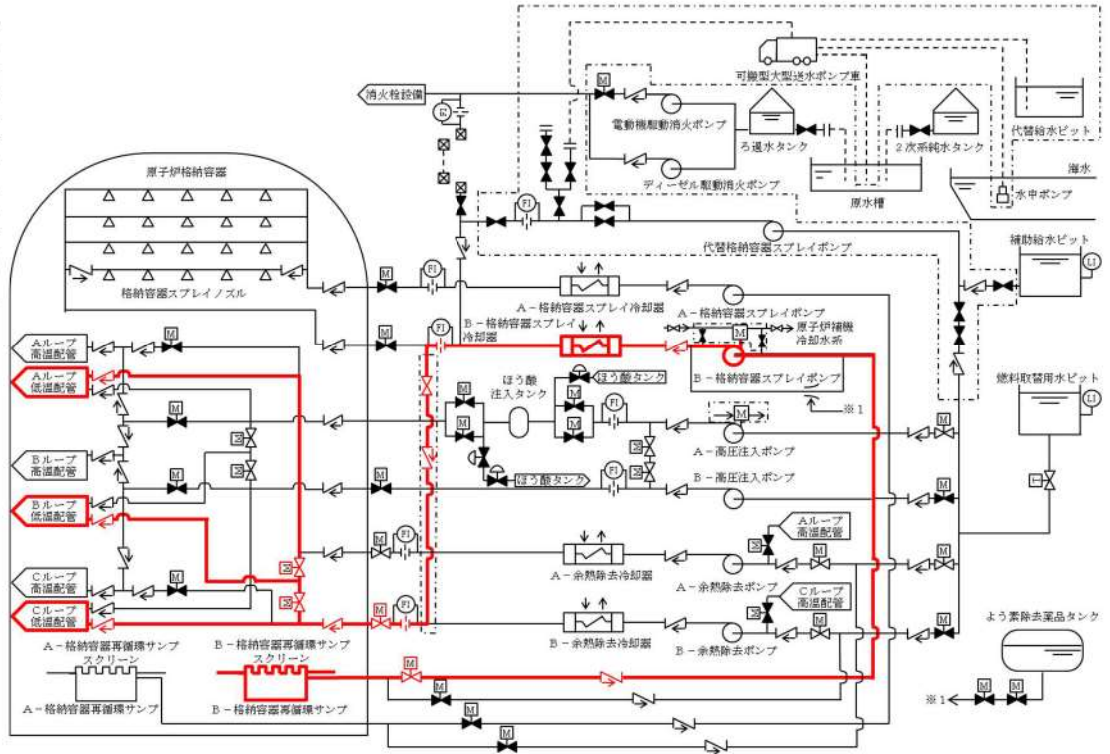 可搬型大型送水ポンプ車
代替給水ピット
消火栓設備
M
FI
電動機駆動消火ポンプ
ろ過水タンク
2次系純水タンク
ディーゼル駆動消火ポンプ
原水槽
海水
水中ポンプ
FI
代替格納容器スプレイポンプ
補助給水ピット
LI
原子炉格納容器
格納容器スプレイノズル
M
FI
A-格納容器スプレイ冷却器
A-格納容器スプレイポンプ
B-格納容器スプレイ
冷却器
M
FI
M
原子炉補機
冷却水系
B-格納容器スプレイポンプ
※1
燃料取替用水ピット
LI
Aループ
高温配管
M
Aループ
低温配管
ほう酸
注入タンク
ほう酸タンク
M
M
M
M
FI
M
M
M
A-高圧注入ポンプ
M
M
M
ほう酸タンク
FI
M
Bループ
高温配管
M
M
B-高圧注入ポンプ
M
T
Bループ
低温配管
M
FI
A-余熱除去冷却器
Aループ
高温配管
M
M
M
A-余熱除去ポンプ
M
Cループ
高温配管
M
M
Cループ
低温配管
M
FI
B-余熱除去冷却器
Cループ
高温配管
M
M
M
B-余熱除去ポンプ
よう素除去薬品タンク
A-格納容器再循環サンプ
スクリーン
B-格納容器再循環サンプ
スクリーン
M
M
A-格納容器再循環サンプ
B-格納容器再循環サンプ
M
M
※1
M
M